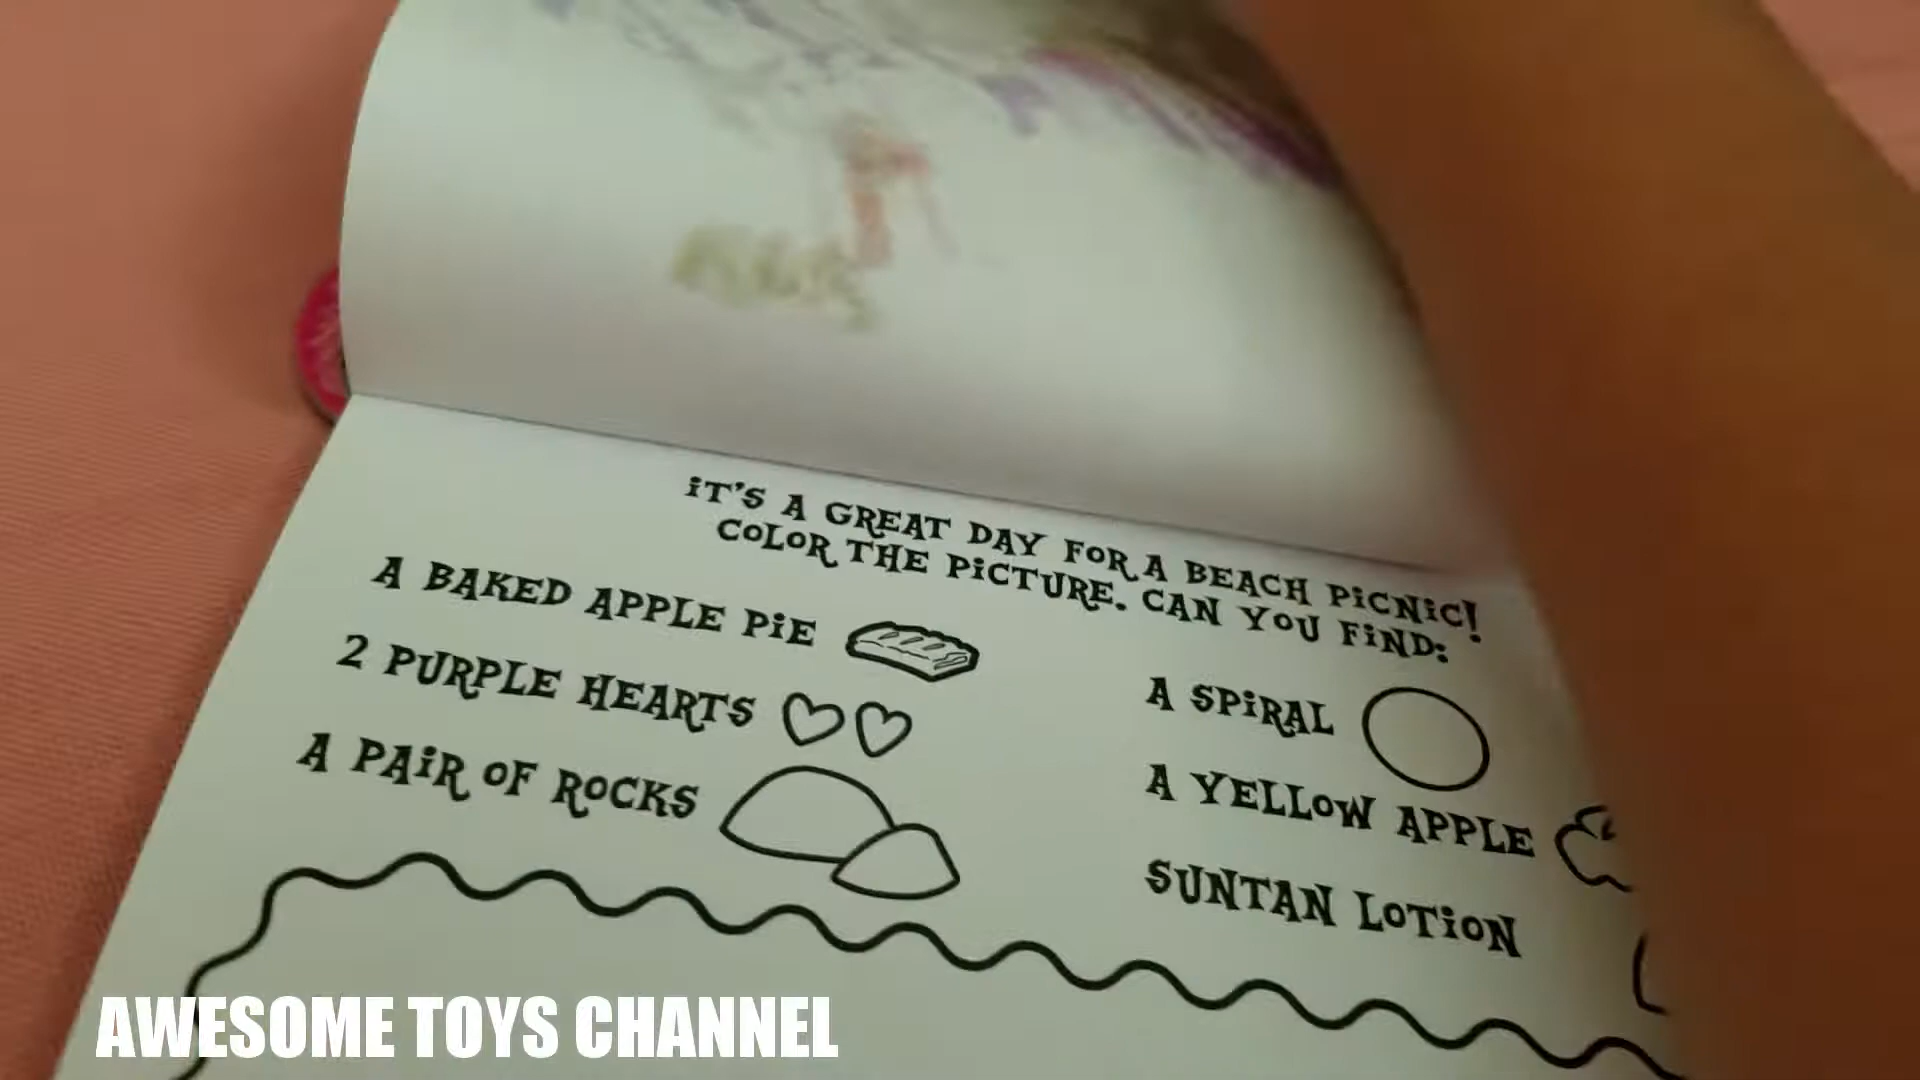 iT'S A GREAT DAY FOR A BEACH PiCNiC!
COLOR THE PiCTURE. CAN YOU FiND:
A BAKED APPLE PiE
2 PURPLE HEARTS
A PAiR OF ROCKS
A SPiRAL
A YELLOW APPLE
SUNTAN LOTiON
AWESOME TOYS CHANNEL